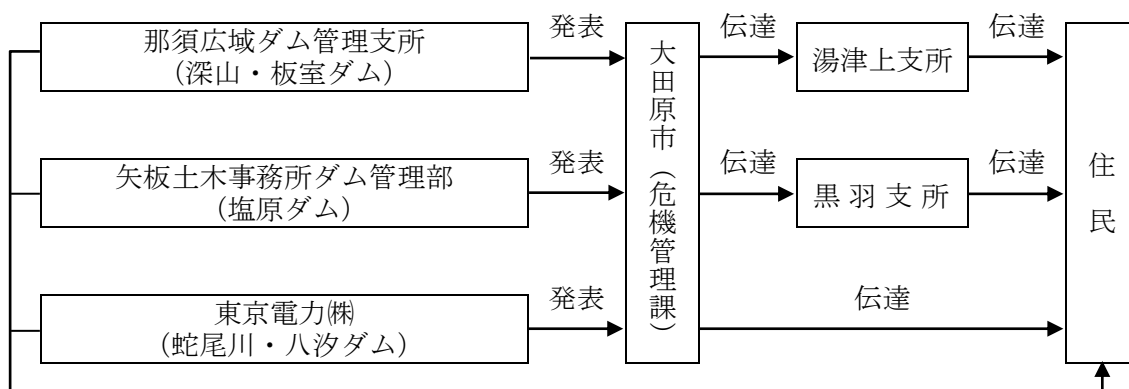 発表
伝達
伝達
那須広域ダム管理支所
(深山・板室ダム)
湯津上支所
発表
伝達
伝達
矢板土木事務所ダム管理部
(塩原ダム)
黒羽支所
発表
伝達
東京電力㈱
(蛇尾川・八汐ダム)
大田原市(危機管理課)
住民